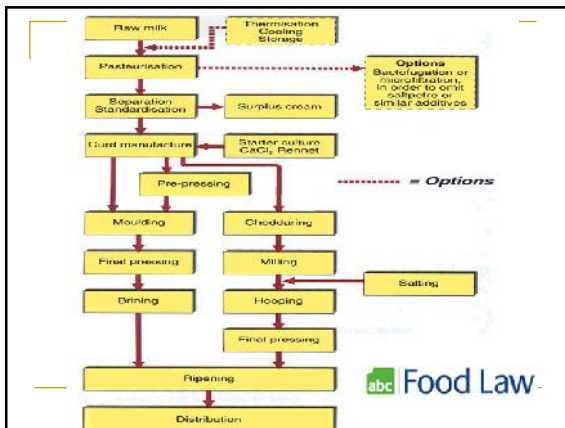 Raw milk
Thermisation
Cooling
Storage
Pasteurisation
Options
Bactofugation or
microfiltration,
in order to omit
saltpetre or
similar additives
Separation
Standardisation
Surplus cream
Curd manufacture
Starter culture
CaCl₂ Rennet
Pre-pressing
= Options
Moulding
Cheddaring
Final pressing
Milling
Salting
Brining
Hooping
Final pressing
Ripening
abc Food Law
Distribution